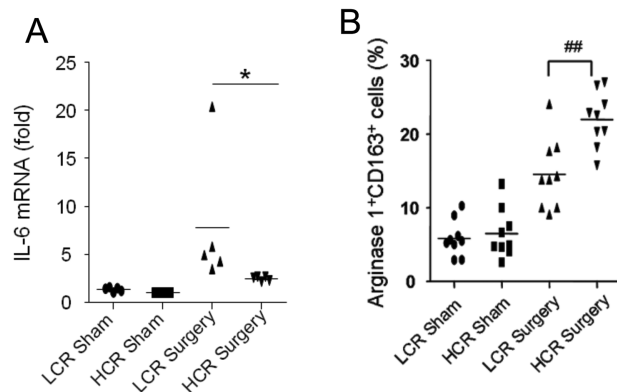 A
IL-6 mRNA (fold)
25
20
15
10
5
0
*
LCR Sham
HCR Sham
LCR Surgery
HCR Surgery
B
Arginase 1⁺CD163⁺ cells (%)
30
20
10
0
##
LCR Sham
HCR Sham
LCR Surgery
HCR Surgery